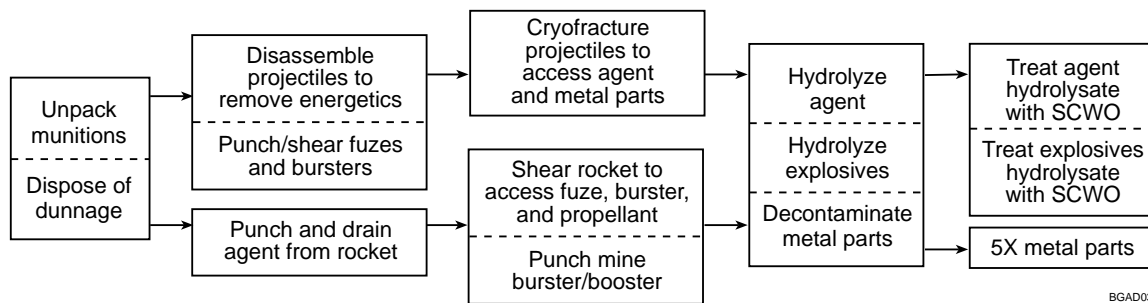 Unpack
munitions
Dispose of
dunnage
Disassemble
projectiles to
remove energetics
Punch/shear fuzes
and bursters
Punch and drain
agent from rocket
Cryofracture
projectiles to
access agent
and metal parts
Shear rocket to
access fuze, burster,
and propellant
Punch mine
burster/booster
Hydrolyze
agent
Hydrolyze
explosives
Decontaminate
metal parts
Treat agent
hydrolysate
with SCWO
Treat explosives
hydrolysate
with SCWO
5X metal parts